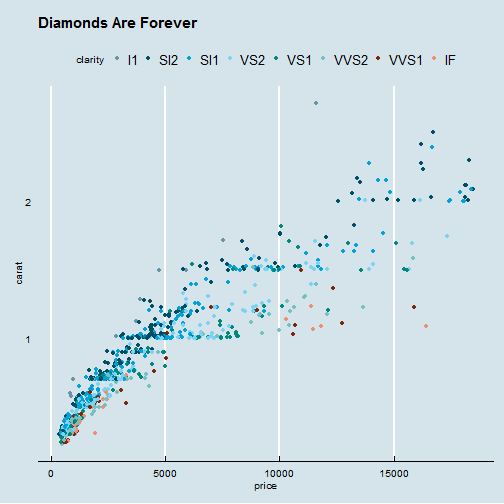 Diamonds Are Forever
clarity I1 SI2 SI1 VS2 VS1 VVS2 VVS1 IF
2
carat
1
0 5000 10000 15000
price